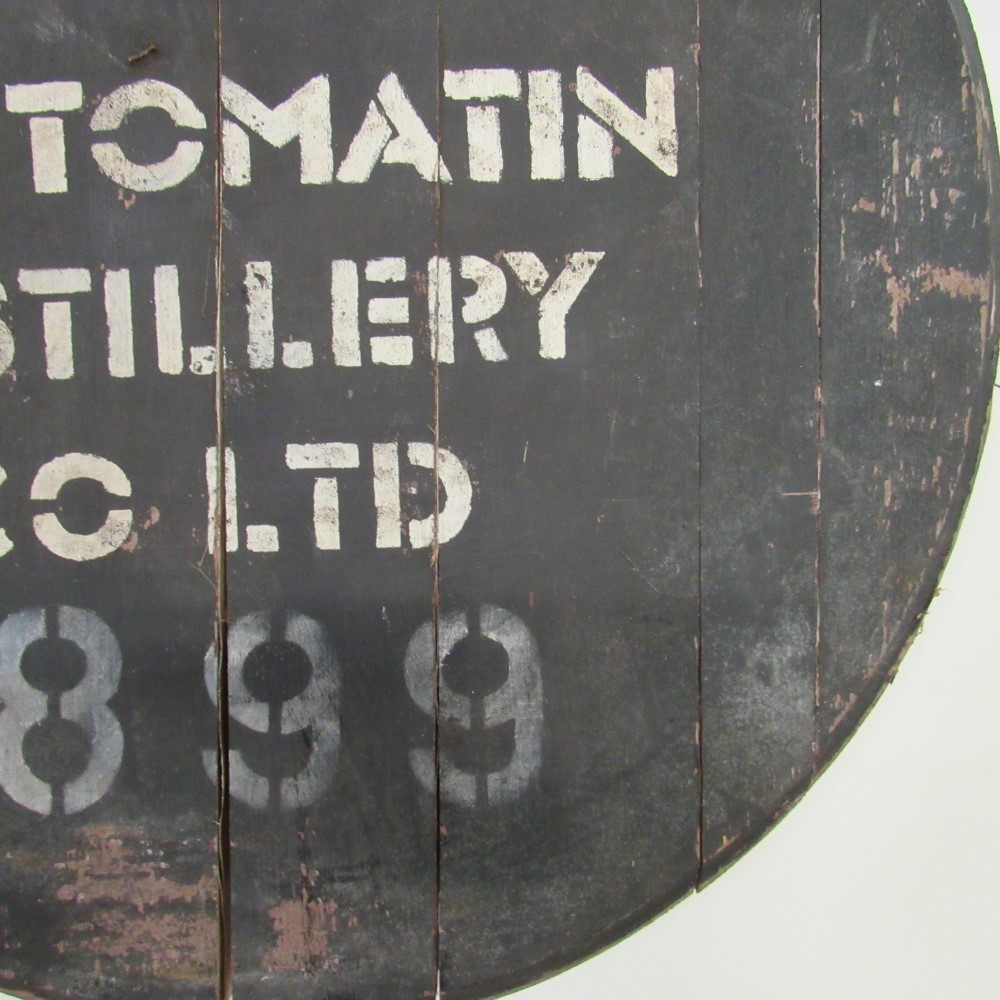 TOMATIN
STILLERY
CO LTD
899